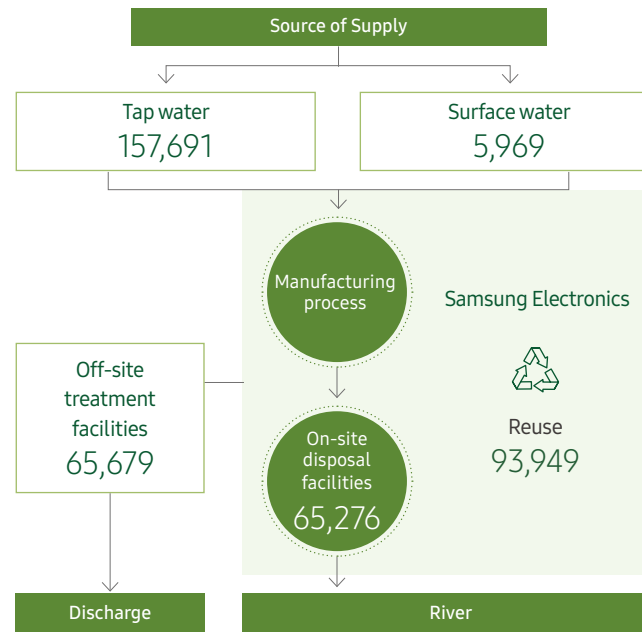 Source of Supply
Tap water
157,691
Surface water
5,969
Manufacturing
process
Samsung Electronics
Off-site
treatment
facilities
65,679
On-site
disposal
facilities
65,276
Reuse
93,949
Discharge
River